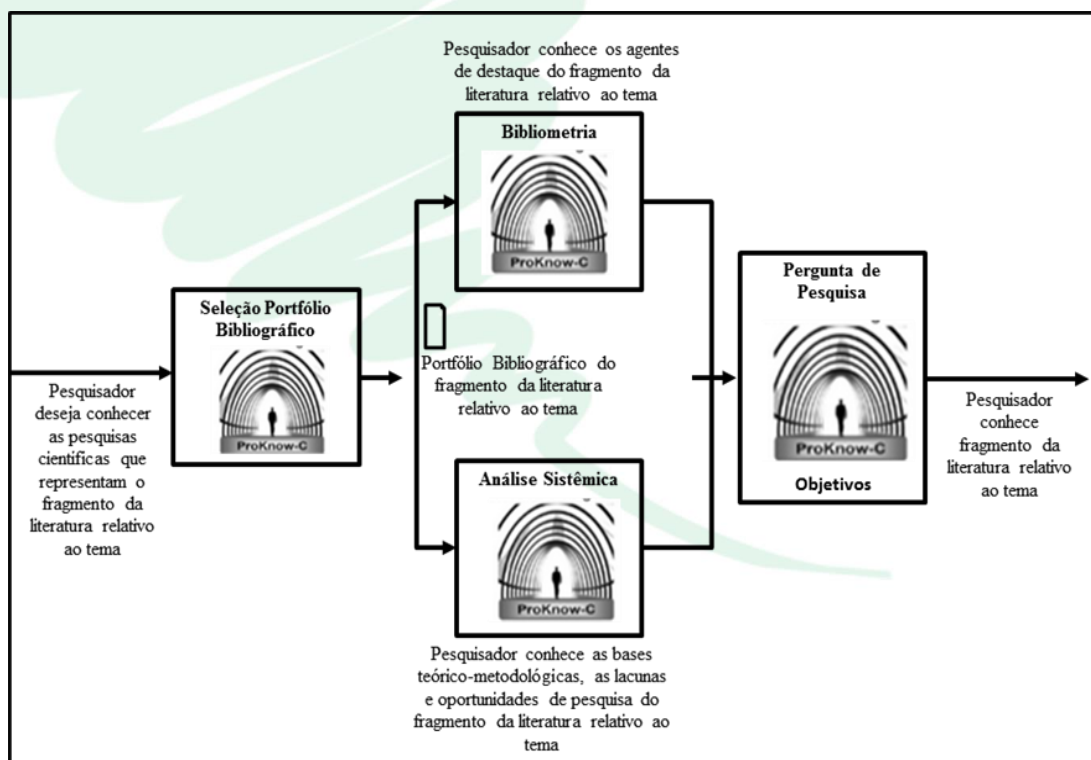 Pesquisador deseja conhecer
as pesquisas
científicas que
representam o
fragmento da
literatura relativo
ao tema
Seleção Portfólio
Bibliográfico
ProKnow-C
Pesquisador conhece os agentes
de destaque do fragmento da
literatura relativo ao tema
Bibliometria
ProKnow-C
Portfólio Bibliográfico do
fragmento da literatura
relativo ao tema
Análise Sistêmica
ProKnow-C
Pesquisador conhece as bases
teórico-metodológicas, as lacunas
e oportunidades de pesquisa do
fragmento da literatura relativo ao
tema
Pergunta de
Pesquisa
ProKnow-C
Objetivos
Pesquisador
conhece
fragmento da
literatura relativo
ao tema